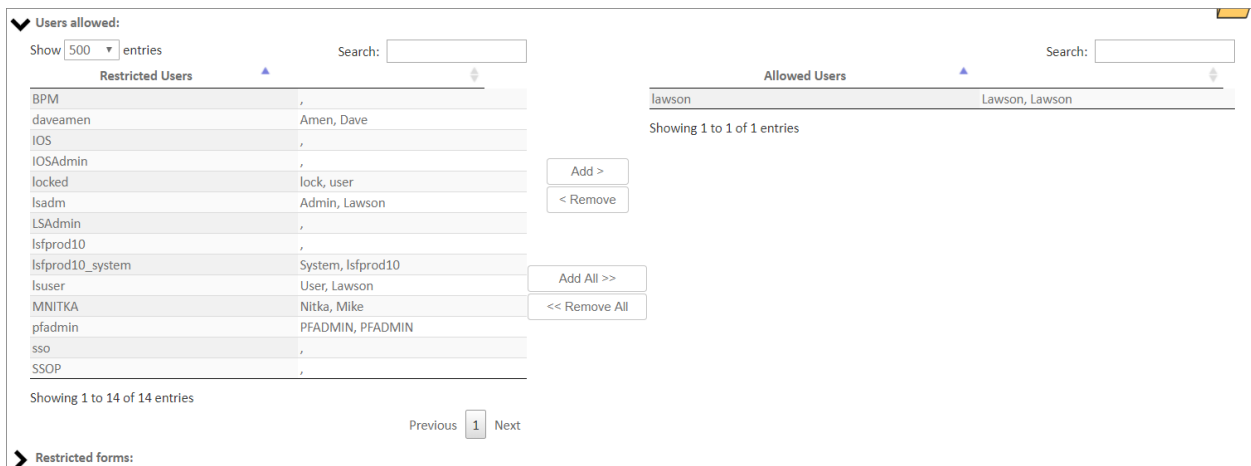 Users allowed:
Show 500 entries Search:
Restricted Users
BPM ,
daveamen Amen, Dave
IOS ,
IOSAdmin ,
locked lock, user
lsadm Admin, Lawson
LSAdmin ,
lsfprod10 ,
lsfprod10_system System, lsfprod10
lsuser User, Lawson
MNITKA Nitka, Mike
pfadmin PFADMIN, PFADMIN
sso ,
SSOP ,
Showing 1 to 14 of 14 entries
Previous 1 Next
Add >
< Remove
Add All >>
<< Remove All
Search:
Allowed Users
lawson Lawson, Lawson
Showing 1 to 1 of 1 entries
Restricted forms: